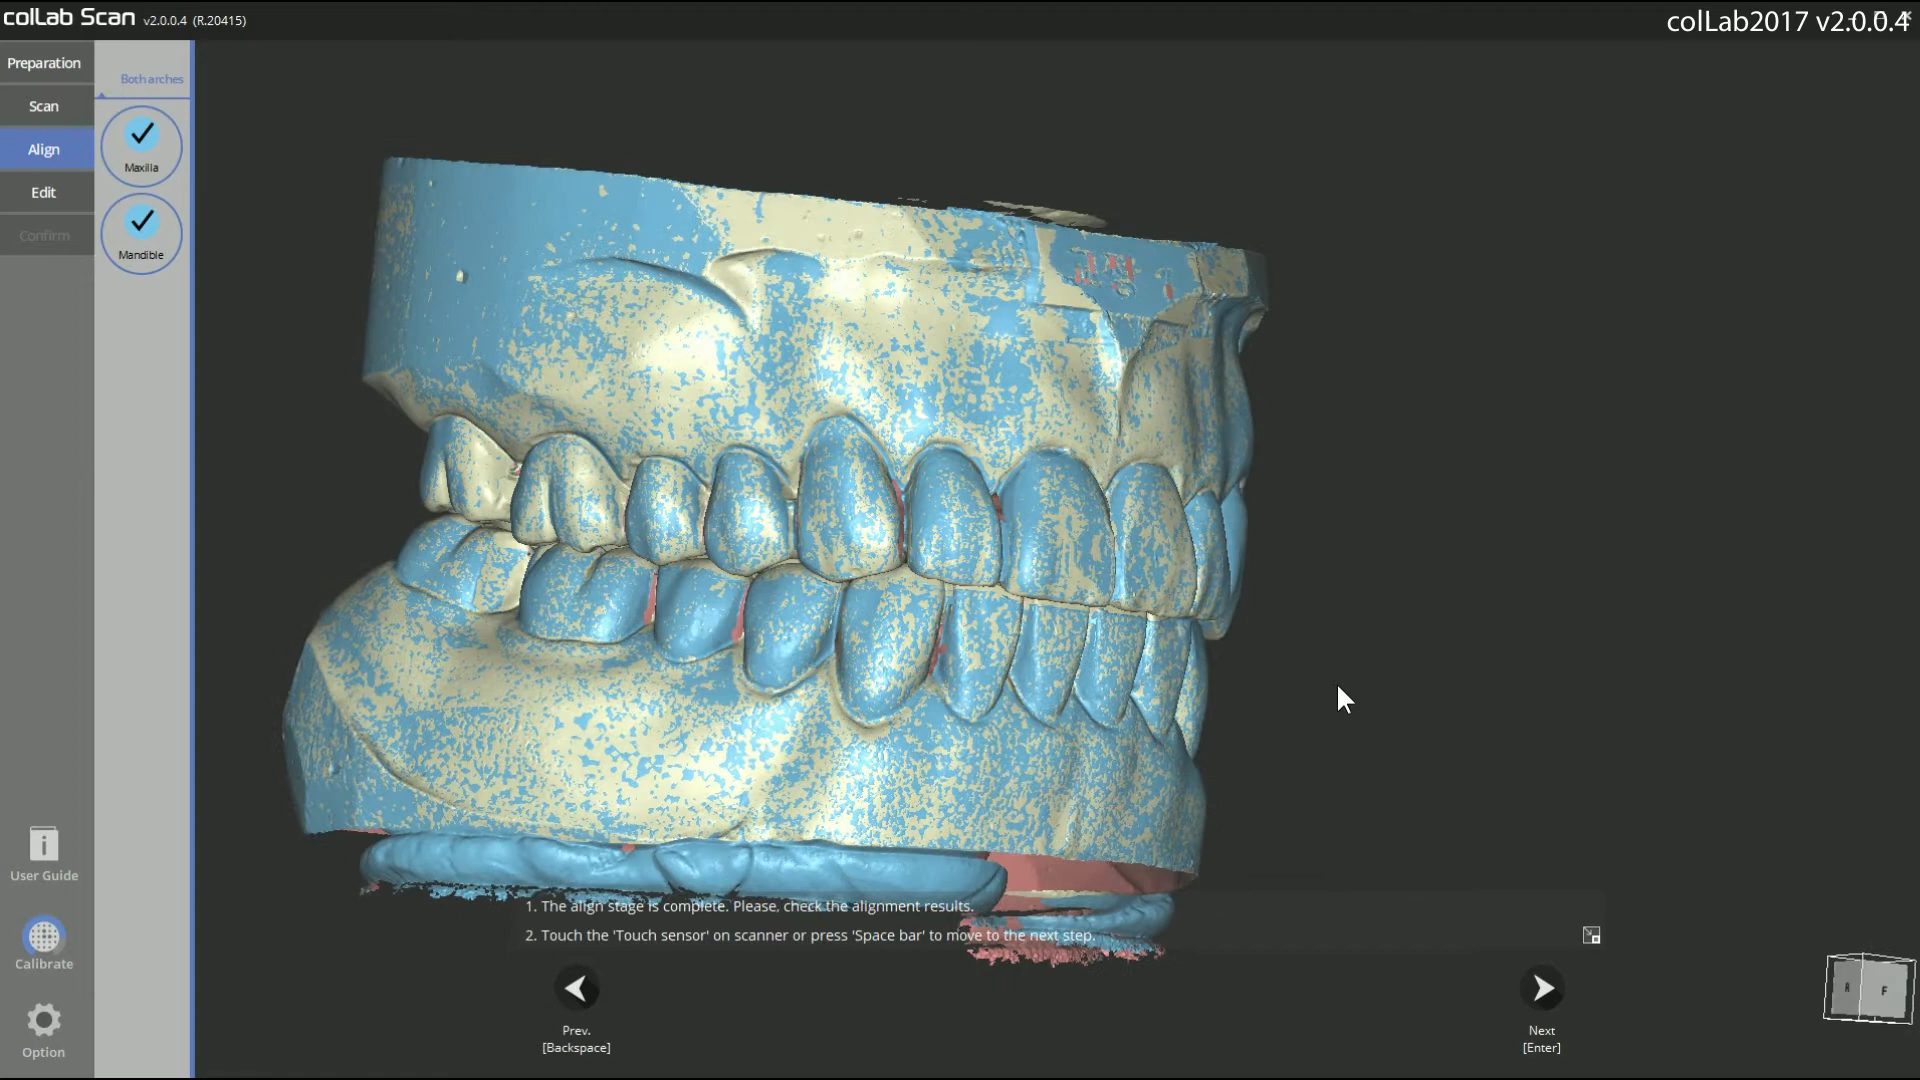 colLab Scan v2.0.0.4 (R.20415)
colLab2017 v2.0.0.4
Preparation
Scan
Align
Edit
Confirm
Both arches
Maxilla
Mandible
1. The align stage is complete. Please, check the alignment results.
2. Touch the 'Touch sensor' on scanner or press 'Space bar' to move to the next step.
Prev.
[Backspace]
Next
[Enter]
User Guide
Calibrate
Option
R F